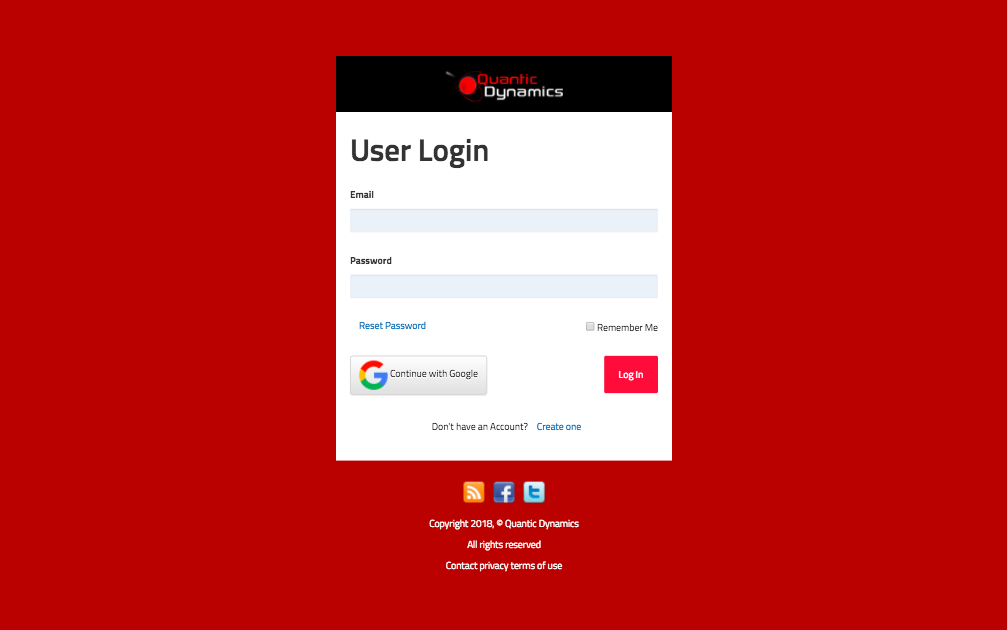 Quantic
Dynamics
User Login
Email
Password
Reset Password
Remember Me
Continue with Google
Log In
Don't have an Account? Create one
Copyright 2018, © Quantic Dynamics
All rights reserved
Contact privacy terms of use